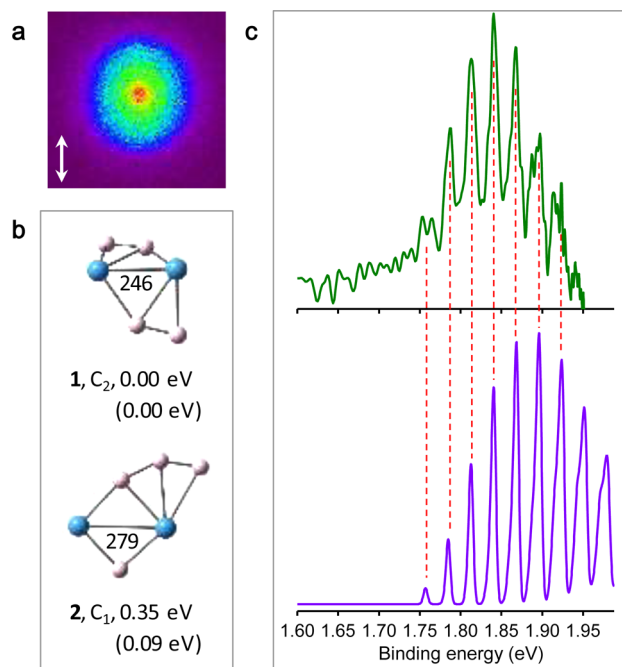 a
b
246
1, C₂, 0.00 eV
(0.00 eV)
279
2, C₁, 0.35 eV
(0.09 eV)
c
1.60 1.65 1.70 1.75 1.80 1.85 1.90 1.95
Binding energy (eV)